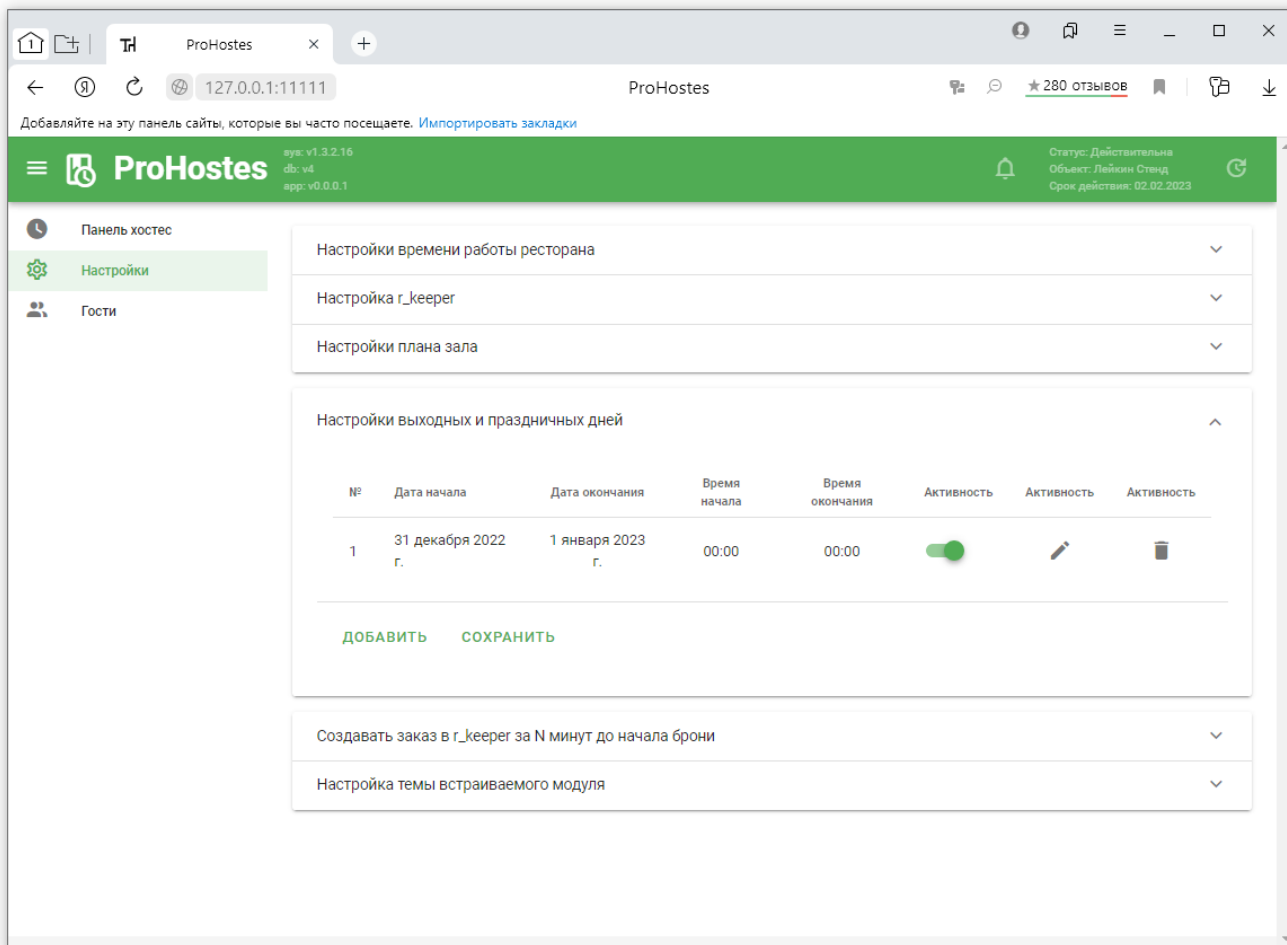 1
TH ProHostes
Я 127.0.0.1:11111 ProHostes 280 отзывов
Добавляйте на эту панель сайты, которые вы часто посещаете. Импортировать закладки
ProHostes
sys: v1.3.2.16
db: v4
app: v0.0.0.1
Статус: Действительна
Объект: Лейкин Стенд
Срок действия: 02.02.2023
Панель хостес
Настройки
Гости
Настройки времени работы ресторана
Настройка r_keeper
Настройки плана зала
Настройки выходных и праздничных дней
№ Дата начала Дата окончания Время начала Время окончания Активность Активность Активность
1 31 декабря 2022 г. 1 января 2023 г. 00:00 00:00
ДОБАВИТЬ СОХРАНИТЬ
Создавать заказ в r_keeper за N минут до начала брони
Настройка темы встраиваемого модуля